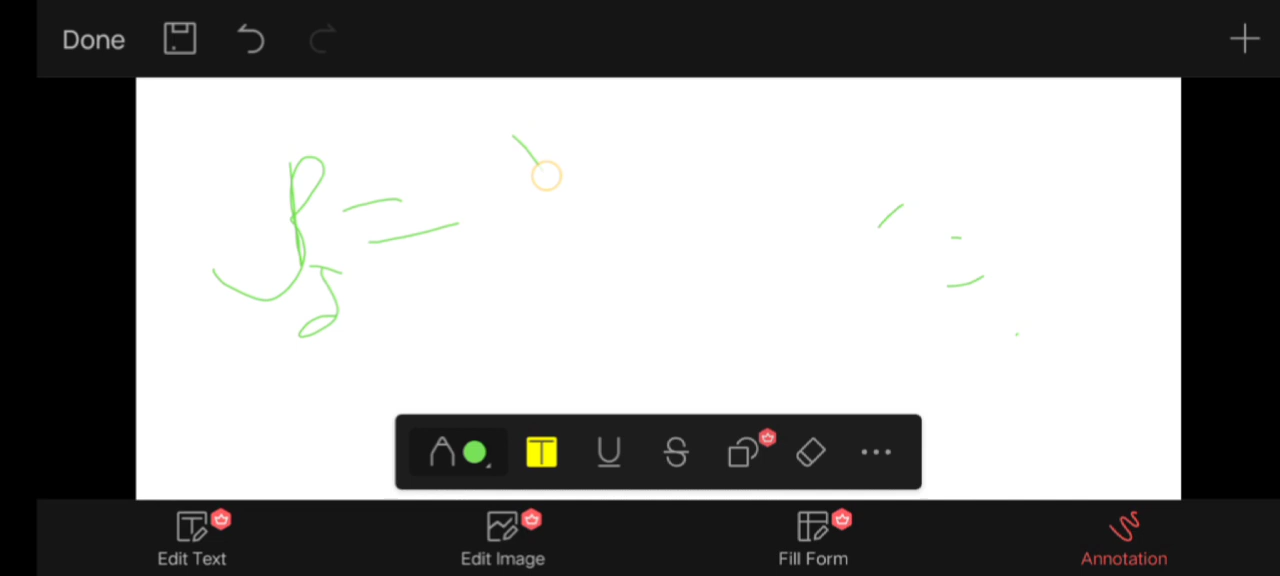 Done
Edit Text
Edit Image
Fill Form
Annotation